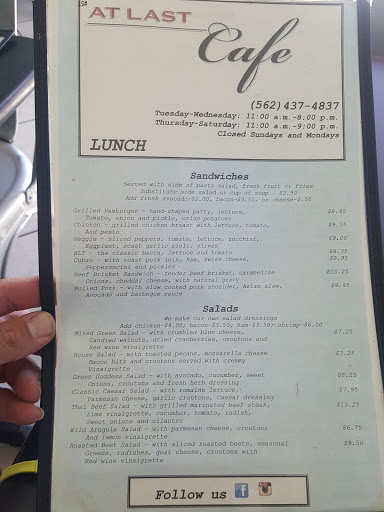 AT LAST
Cafe
(562)437-4837
Tuesday-Wednesday: 11:00 a.m.-8:00 p.m.
Thursday-Saturday: 11:00 a.m.-9:00 p.m.
Closed Sundays and Mondays
LUNCH
Sandwiches
Served with side of pasta salad, fresh fruit or fries
Substitute side salad or cup of soup - $2.50
Add fresh avocado-$2.00, bacon-$3.50, or cheese-$.50
Grilled Hamburger - hand-shaped patty, lettuce, $8.95
Tomato, onion and pickle, crisp potatoes
Chicken - grilled chicken breast with lettuce, tomato, $9.75
And pesto
Veggie - sliced peppers, tomato, lettuce, zucchini, $9.00
Eggplant, roast garlic aioli, olives
BLT - the classic bacon, lettuce and tomato $8.75
Cuban - with roast pork loin, ham, Swiss cheese, $9.95
Pepperoncini and pickles
Beef Brisket Sandwich - tender beef brisket, caramelize $10.25
Onions, cheddar cheese, with natural gravy
Pulled Pork - with slow cooked pork shoulder, Asian slaw, $9.95
Avocado and barbeque sauce
Salads
We make our own salad dressings
Add chicken-$4.00; bacon-$3.50; ham-$3.50; shrimp-$6.00
Mixed Green Salad - with crumbled blue cheese, $7.25
Candied walnuts, dried cranberries, croutons and
Red wine vinaigrette
House Salad - with toasted pecans, mozzarella cheese $7.25
Bacon bits and croutons served with creamy
Vinaigrette
Green Goddess Salad - with avocado, cucumber, sweet $8.25
Onions, croutons and fresh herb dressing
Classic Caesar Salad - with romaine lettuce, $7.95
Parmesan cheese, garlic croutons, Caesar dressing
Thai Beef Salad - with grilled marinated beef steak, $13.25
Lime vinaigrette, cucumber, tomato, radish,
Sweet onions and cilantro
Wild Arugula Salad - with parmesan cheese, croutons $6.75
And lemon vinaigrette
Roasted Beet Salad - with sliced roasted beets, seasonal $9.50
Greens, radishes, goat cheese, croutons with
Red wine vinaigrette
Follow us f